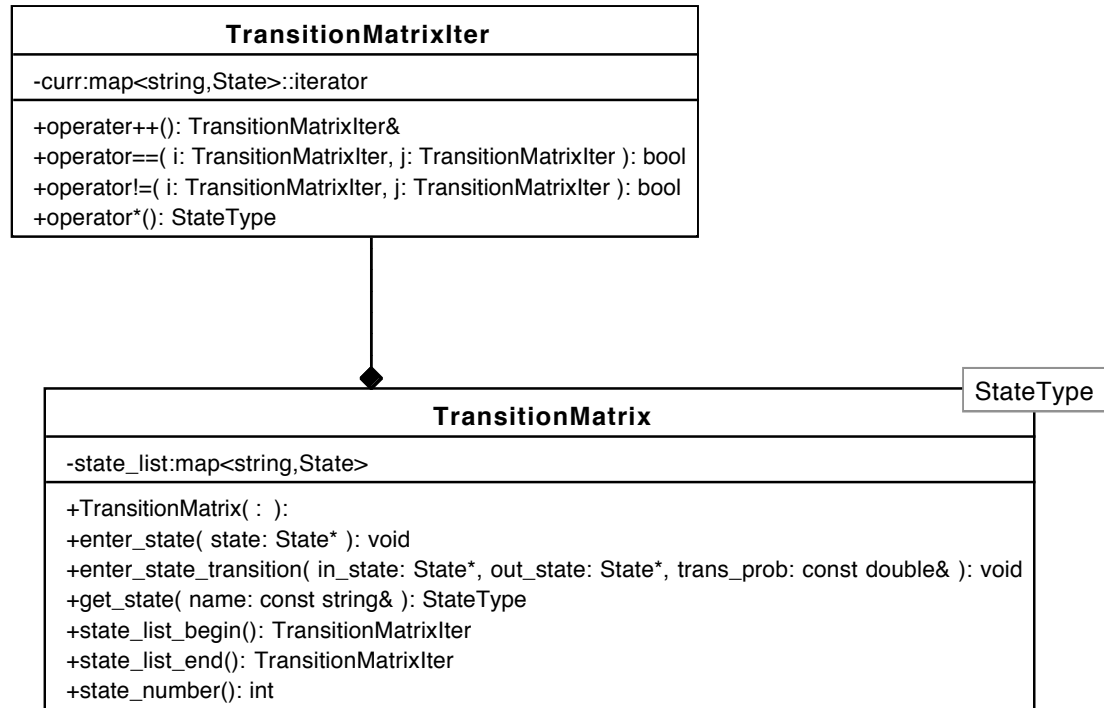 TransitionMatrixIter
-curr:map<string,State>::iterator
+operater++(): TransitionMatrixIter&
+operator==( i: TransitionMatrixIter, j: TransitionMatrixIter ): bool
+operator!=( i: TransitionMatrixIter, j: TransitionMatrixIter ): bool
+operator*(): StateType
StateType
TransitionMatrix
-state_list:map<string,State>
+TransitionMatrix( : ):
+enter_state( state: State* ): void
+enter_state_transition( in_state: State*, out_state: State*, trans_prob: const double& ): void
+get_state( name: const string& ): StateType
+state_list_begin(): TransitionMatrixIter
+state_list_end(): TransitionMatrixIter
+state_number(): int